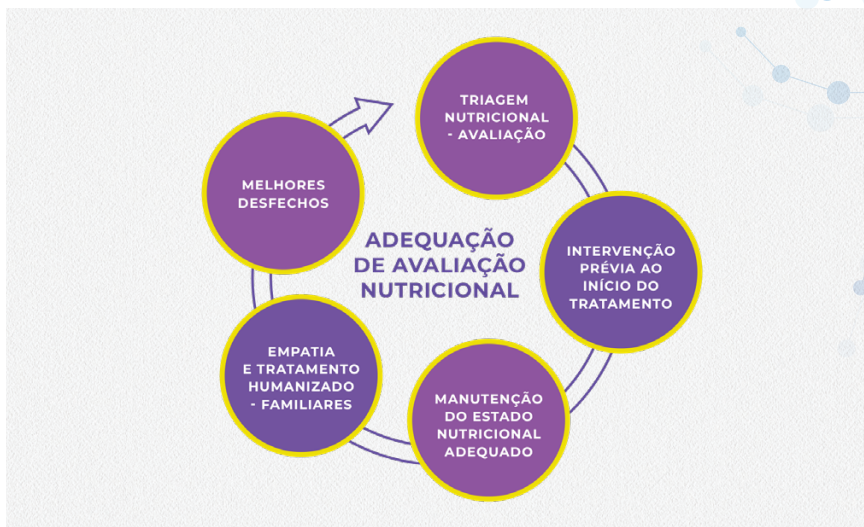 TRIAGEM
NUTRICIONAL
- AVALIAÇÃO
INTERVENÇÃO
PRÉVIA AO
INÍCIO DO
TRATAMENTO
MANUTENÇÃO
DO ESTADO
NUTRICIONAL
ADEQUADO
EMPATIA
E TRATAMENTO
HUMANIZADO
- FAMILIARES
MELHORES
DESFECHOS
ADEQUAÇÃO
DE AVALIAÇÃO
NUTRICIONAL